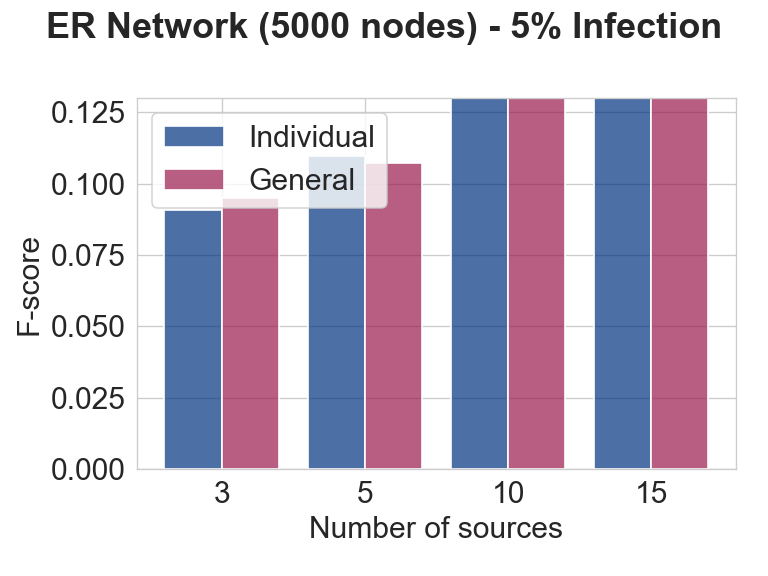 ER Network (5000 nodes) - 5% Infection
0.125
0.100
0.075
0.050
0.025
0.000
F-score
Individual
General
3 5 10 15
Number of sources